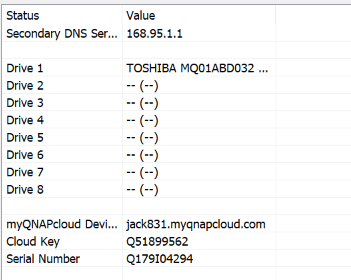 Status Value
Secondary DNS Ser... 168.95.1.1
Drive 1 TOSHIBA MQ01ABD032 ...
Drive 2 -- (--)
Drive 3 -- (--)
Drive 4 -- (--)
Drive 5 -- (--)
Drive 6 -- (--)
Drive 7 -- (--)
Drive 8 -- (--)
myQNAPcloud Devi... jack831.myqnapcloud.com
Cloud Key Q51899562
Serial Number Q179I04294